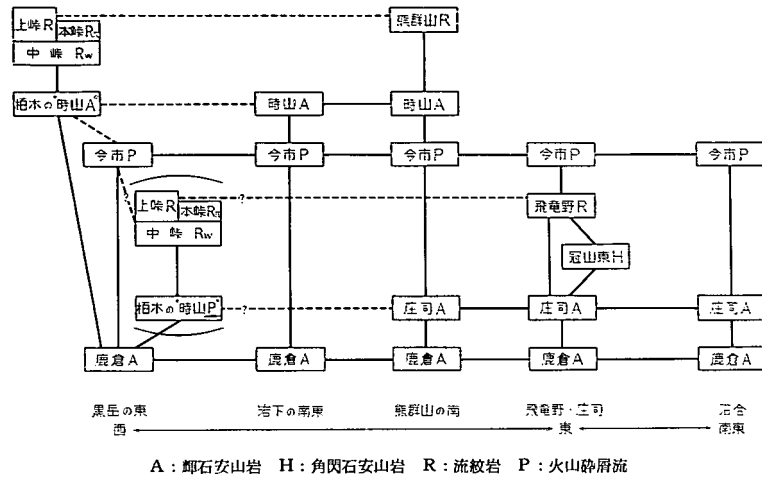 上峠R 熊群山R
本峠Rπ
中峠 Rw
栢木の"時山A" 時山A 時山A
今市P 今市P 今市P 今市P 今市P
?
上峠R ? 飛竜野R
本峠Rπ
中峠 Rw
冠山東H
栢木の"時山P" ? 庄司A 庄司A 庄司A
鹿倉A 鹿倉A 鹿倉A 鹿倉A 鹿倉A
黒岳の東 岩下の南東 熊群山の南 飛竜野・庄司
西 東 南東
A:輝石安山岩 H:角閃石安山岩 R:流紋岩 P:火山砕屑流